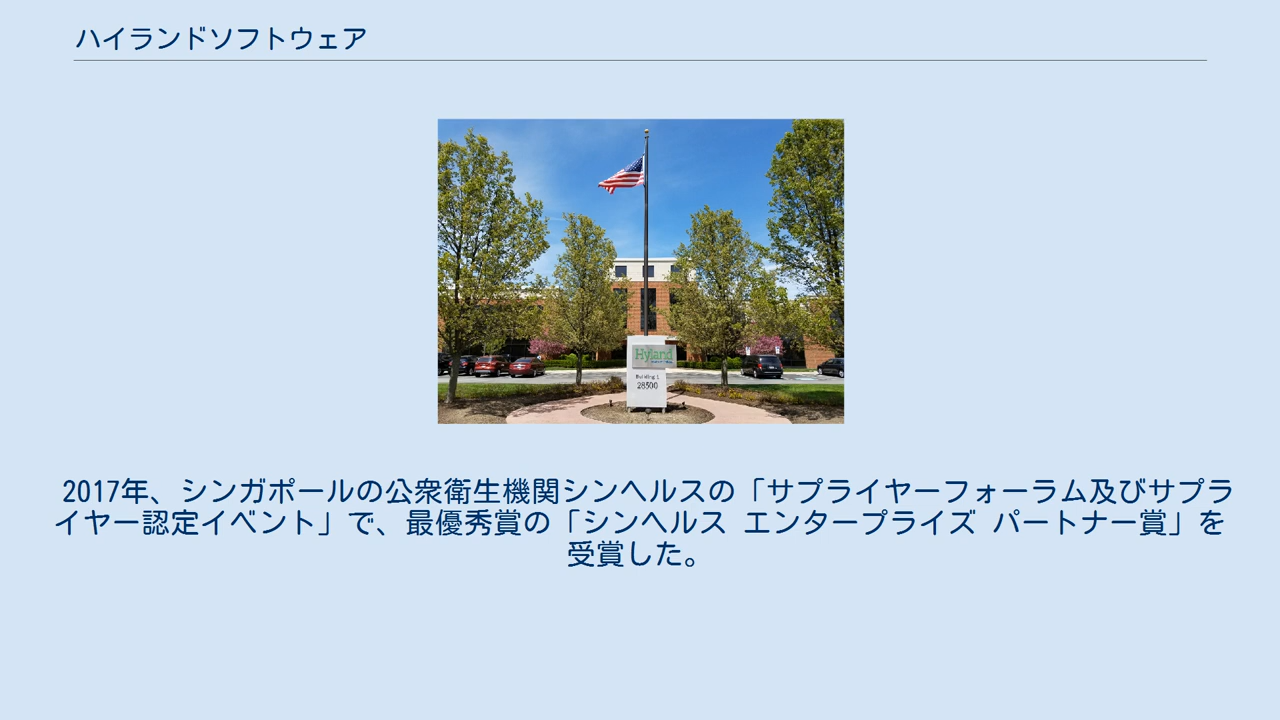 ハイランドソフトウェア
Hyland
Building 1
28500
2017年、シンガポールの公衆衛生機関シンヘルスの「サプライヤーフォーラム及びサプラ
イヤー認定イベント」で、最優秀賞の「シンヘルス エンタープライズ パートナー賞」を
受賞した。